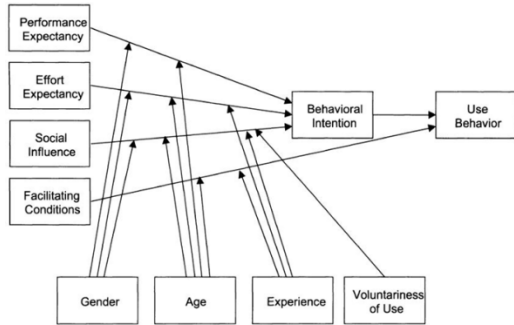 Performance
Expectancy
Effort
Expectancy
Social
Influence
Facilitating
Conditions
Behavioral
Intention
Use
Behavior
Gender
Age
Experience
Voluntariness
of Use